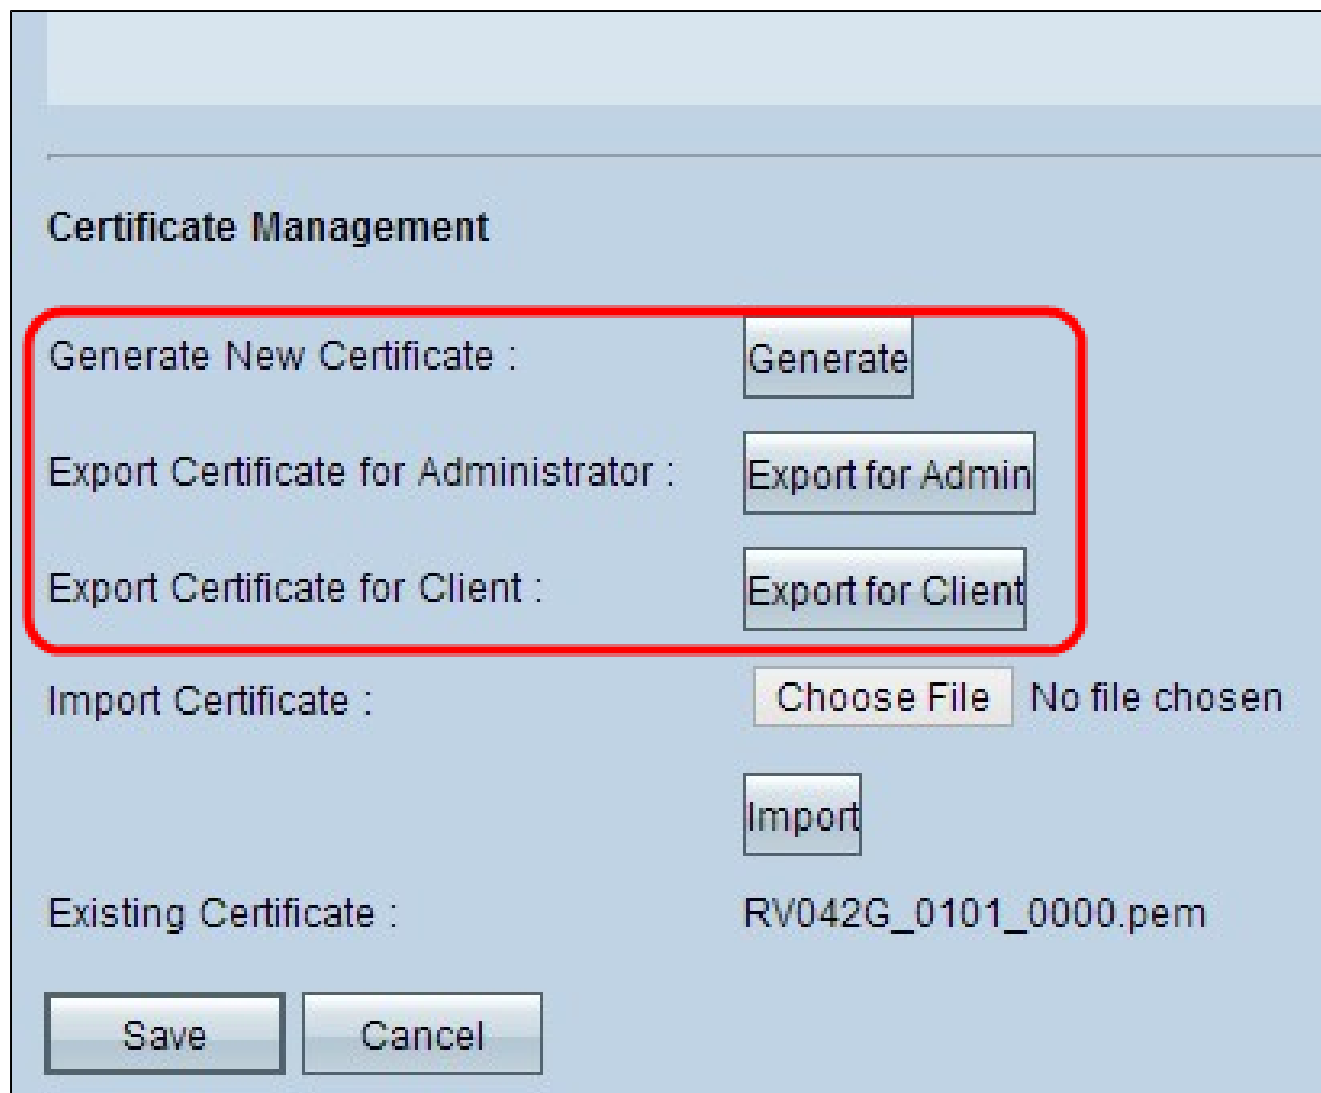 Certificate Management
Generate New Certificate : Generate
Export Certificate for Administrator : Export for Admin
Export Certificate for Client : Export for Client
Import Certificate : Choose File No file chosen
Import
Existing Certificate : RV042G_0101_0000.pem
Save Cancel